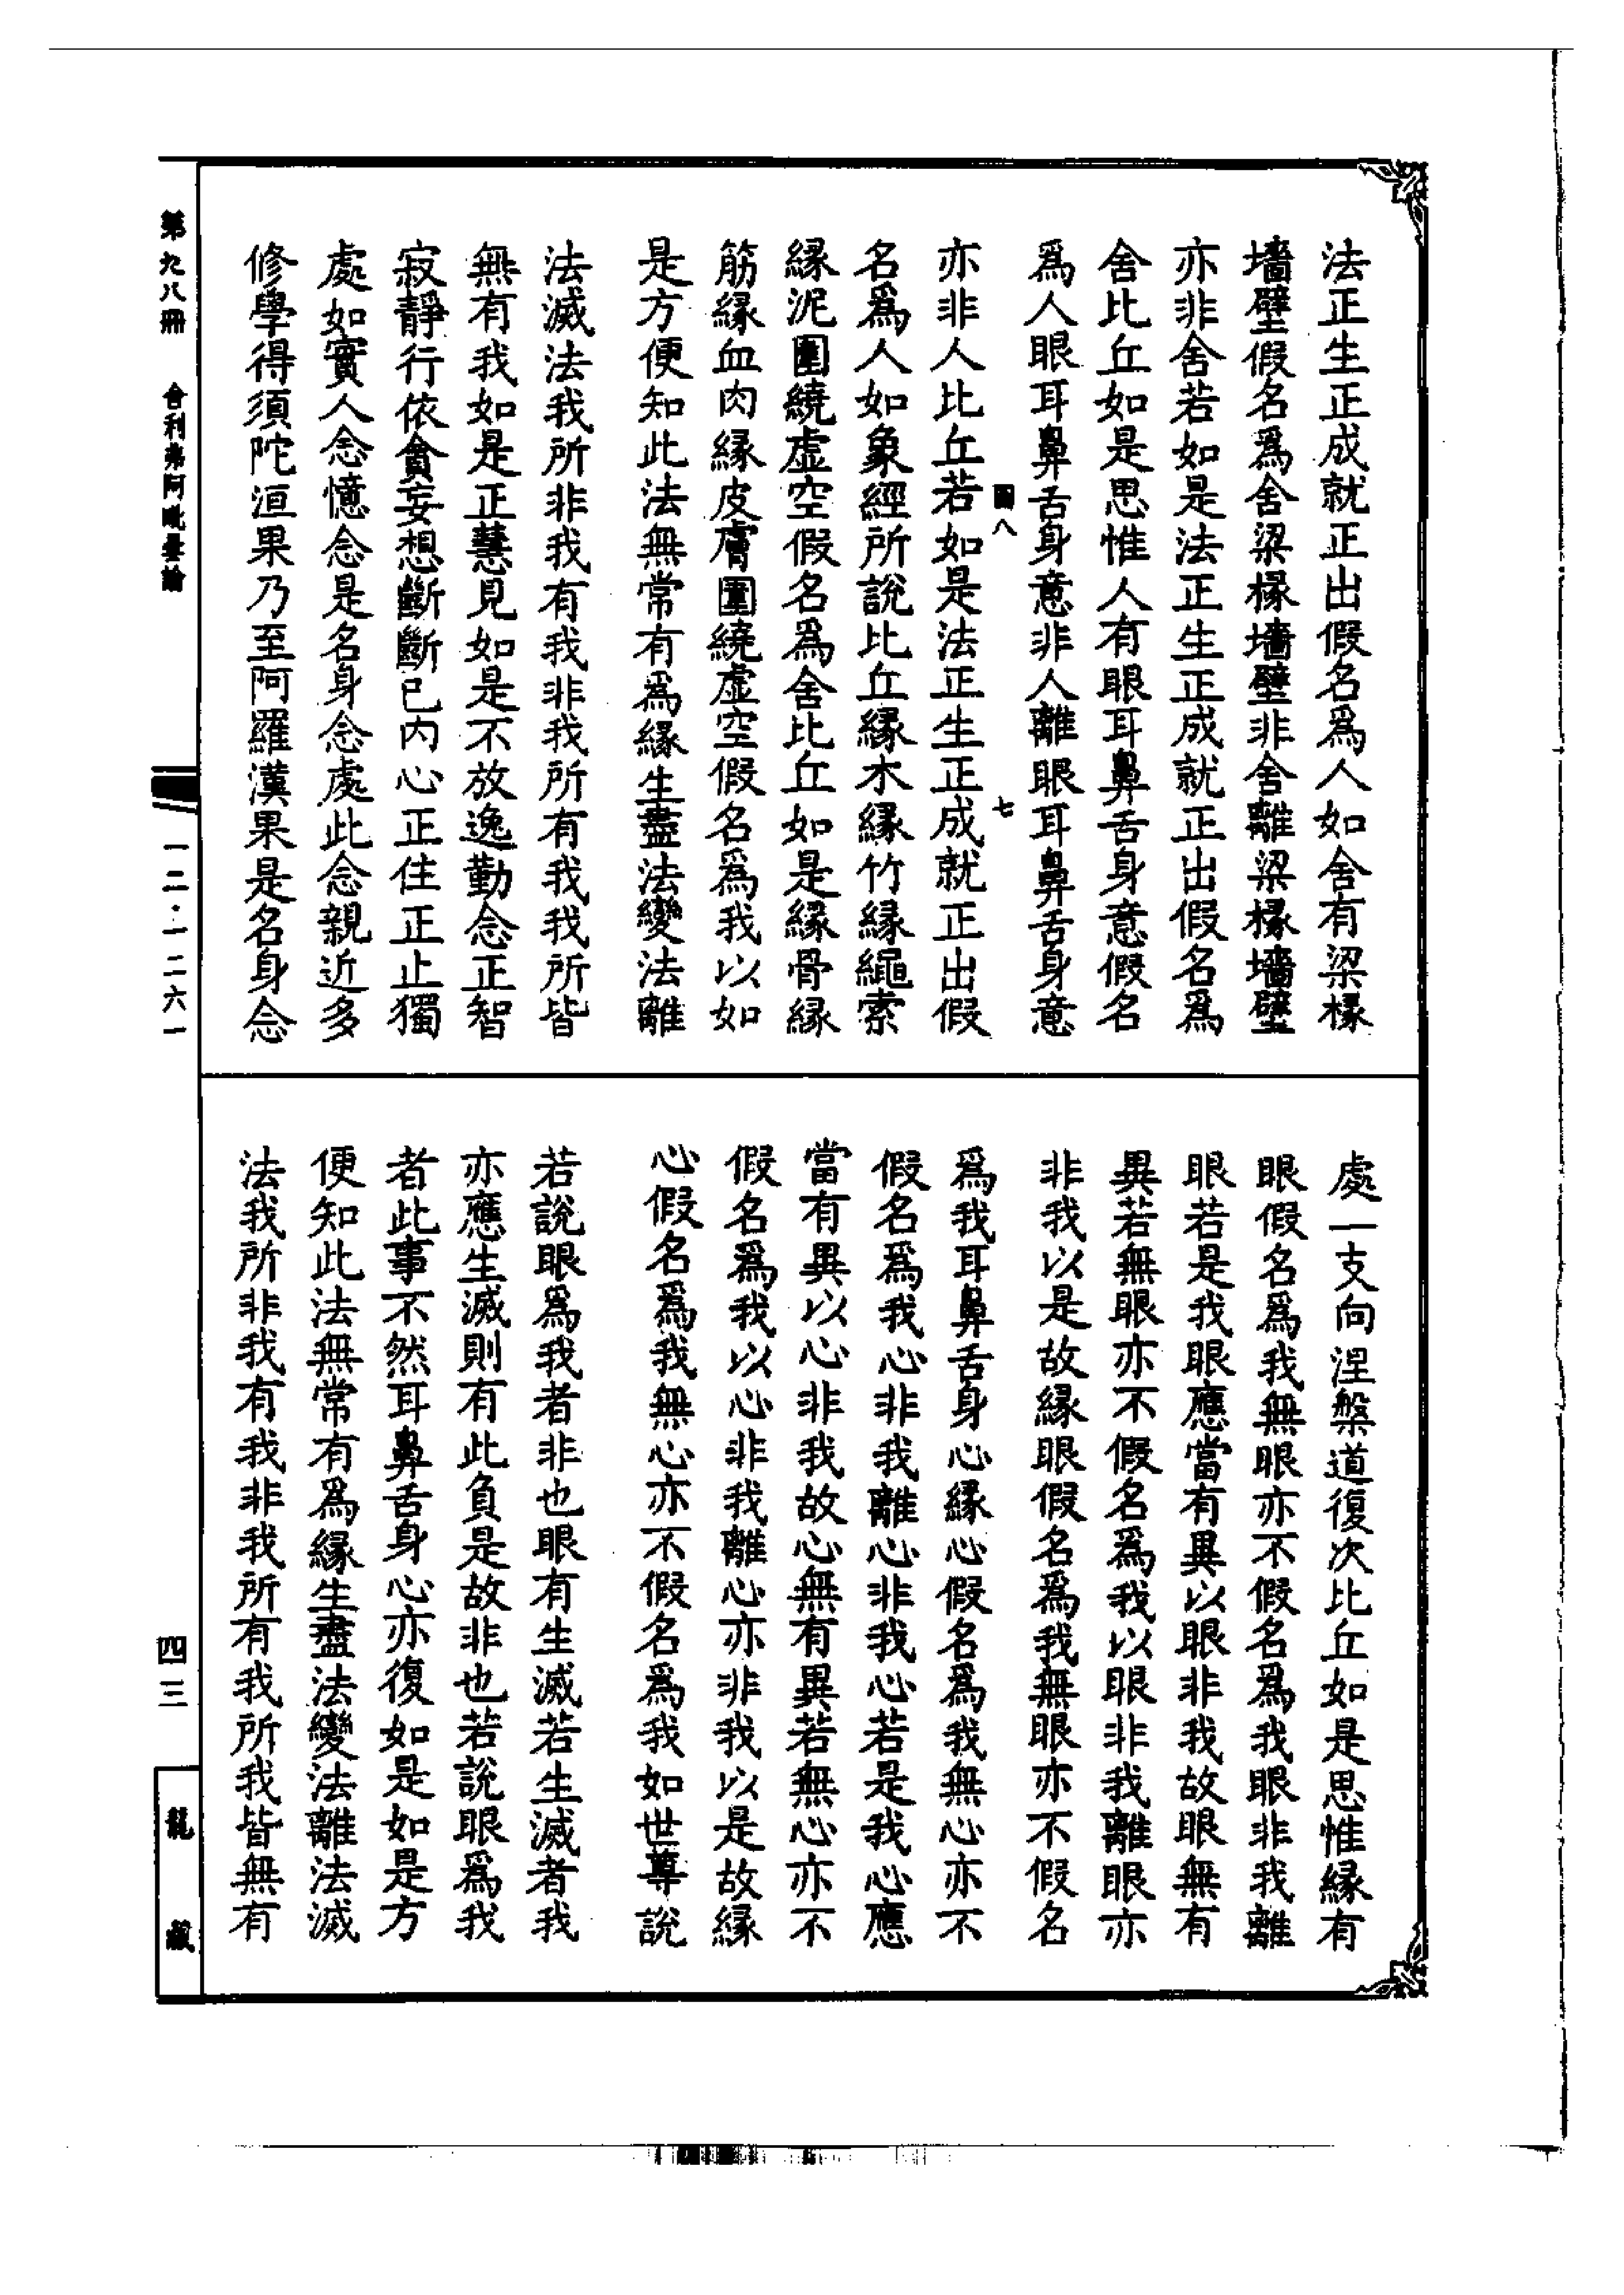 法正生正成就正出假名爲人如舍有梁椽
墻壁假名爲舍梁椽墻壁非舍離梁椽墻壁
亦非舍若如是法正生正成就正出假名爲
舍比丘如是思惟人有眼耳鼻舌身意假名
爲人眼耳鼻舌身意非人離眼耳鼻舌身意
圖八 七
亦非人比丘若如是法正生正成就正出假
名爲人如象經所說比丘緣木緣竹緣繩索
緣泥圍繞虛空假名爲舍比丘如是緣骨緣
筋緣血肉緣皮膚圍繞虛空假名爲我以如
是方便知此法無常有爲緣生盡法變法離
法滅法我所非我有我非我所有我我所皆
無有我如是正慧見如是不放逸勤念正智
寂靜行依貪妄想斷斷已內心正住正止獨
處如實人念憶念是名身念處此念親近多
修學得須陀洹果乃至阿羅漢果是名身念
處一支向涅槃道復次比丘如是思惟緣有
眼假名爲我無眼亦不假名爲我眼非我離
眼若是我眼應當有異以眼非我故眼無有
異若無眼亦不假名爲我以眼非我離眼亦
非我以是故緣眼假名爲我無眼亦不假名
爲我耳鼻舌身心緣心假名爲我無心亦不
假名爲我心非我離心非我心若是我心應
當有異以心非我故心無有異若無心亦不
假名爲我以心非我離心亦非我以是故緣
心假名爲我無心亦不假名爲我如世尊說
若說眼爲我者非也眼有生滅若生滅者我
亦應生滅則有此負是故非也若說眼爲我
者此事不然耳鼻舌身心亦復如是如是方
便知此法無常有爲緣生盡法變法離法滅
法我所非我有我非我所有我所我皆無有
第九八冊 舍利弗阿毗曇論 一二·一二六一 四三 龍藏